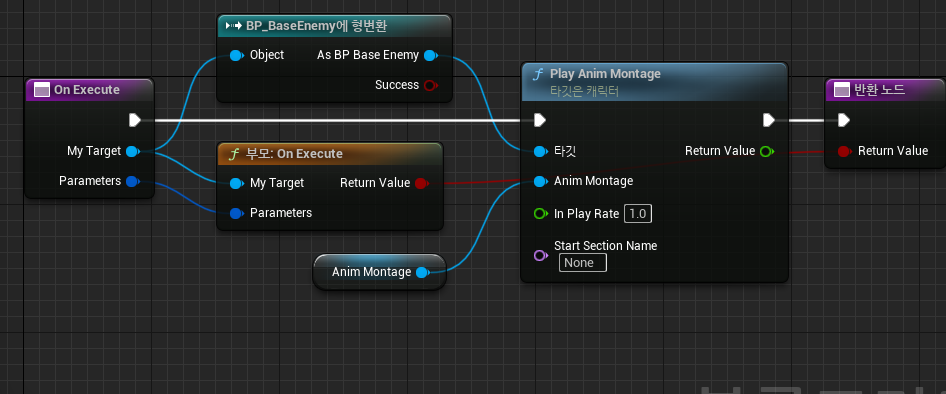 BP_BaseEnemy에 형변환
Object
As BP Base Enemy
Success
On Execute
My Target
Parameters
부모: On Execute
My Target
Return Value
Parameters
Anim Montage
Play Anim Montage
타깃은 캐릭터
타깃
Return Value
Anim Montage
In Play Rate 1.0
Start Section Name
None
반환 노드
Return Value